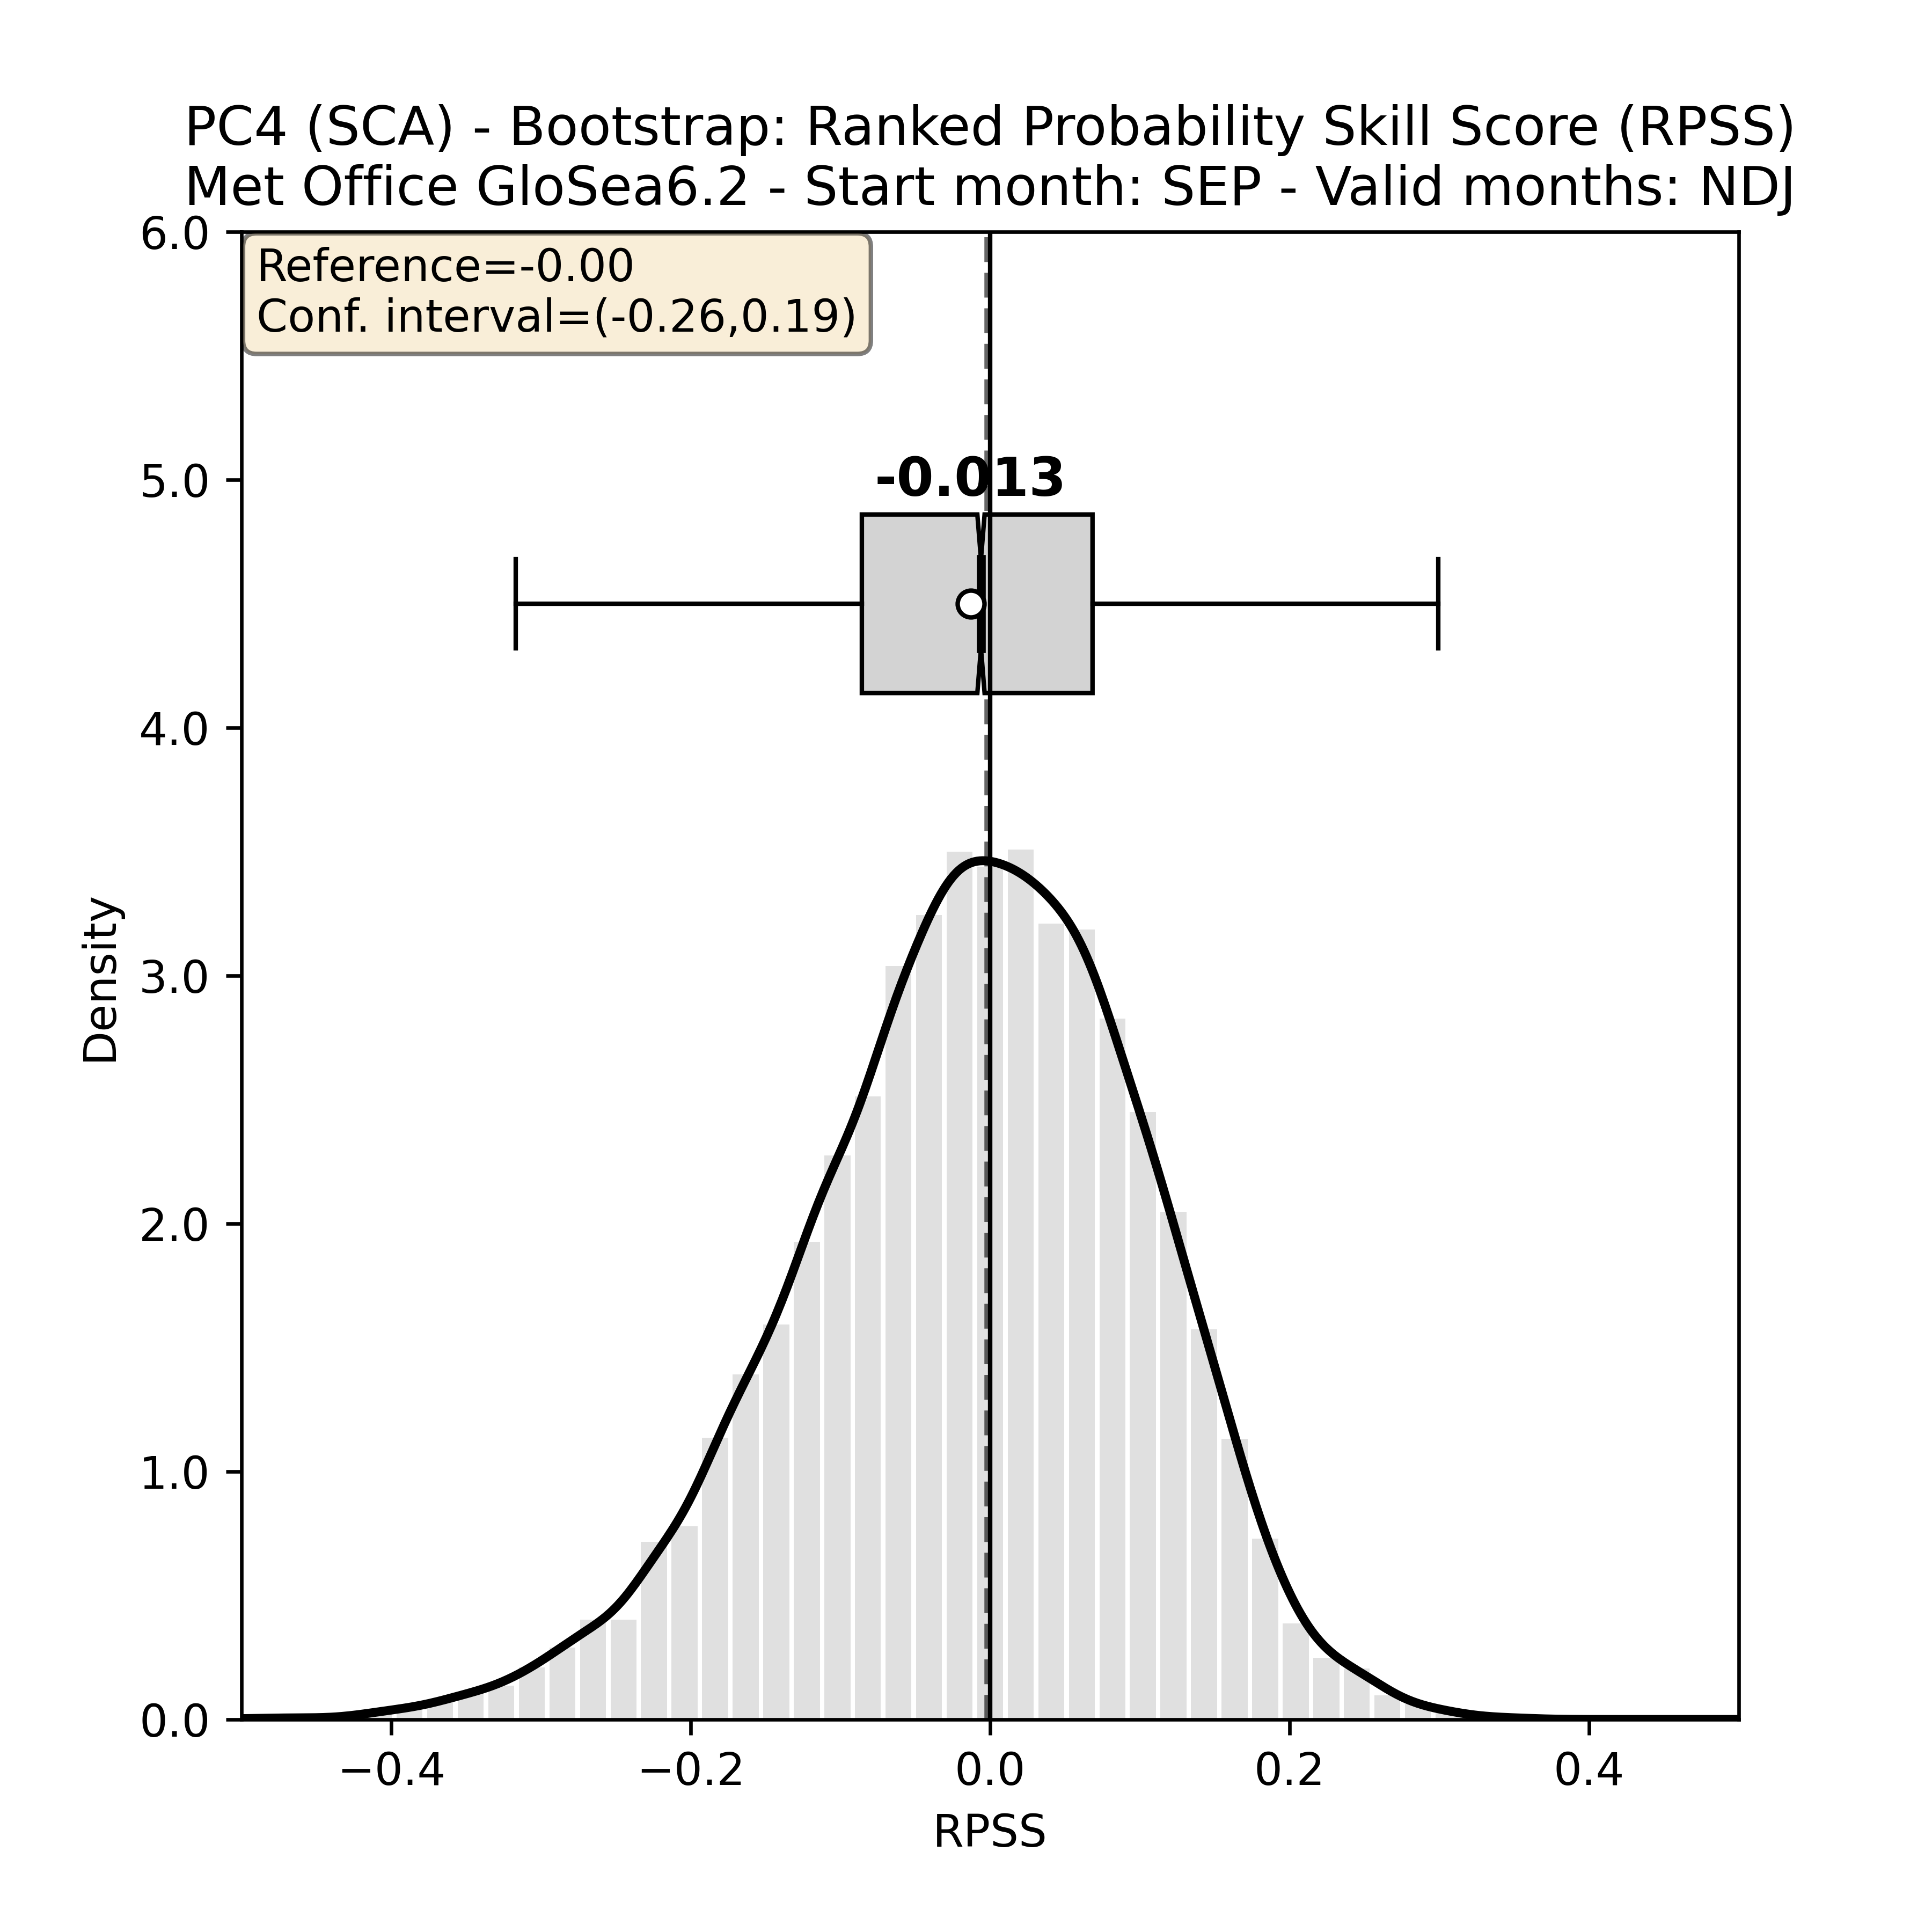 PC4 (SCA) - Bootstrap: Ranked Probability Skill Score (RPSS)
Met Office GloSea6.2 - Start month: SEP - Valid months: NDJ
Reference=-0.00
Conf. interval=(-0.26,0.19)
-0.013
6.0
5.0
4.0
3.0
2.0
1.0
0.0
Density
−0.4
−0.2
0.0
0.2
0.4
RPSS